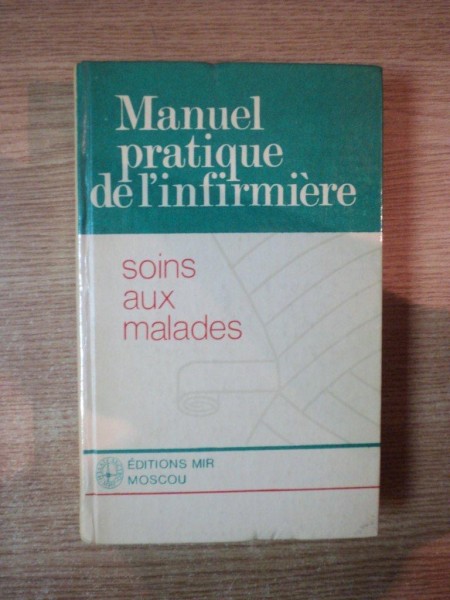 Manuel
pratique
de l'infirmière
soins
aux
malades
ÉDITIONS MIR
MOSCOU